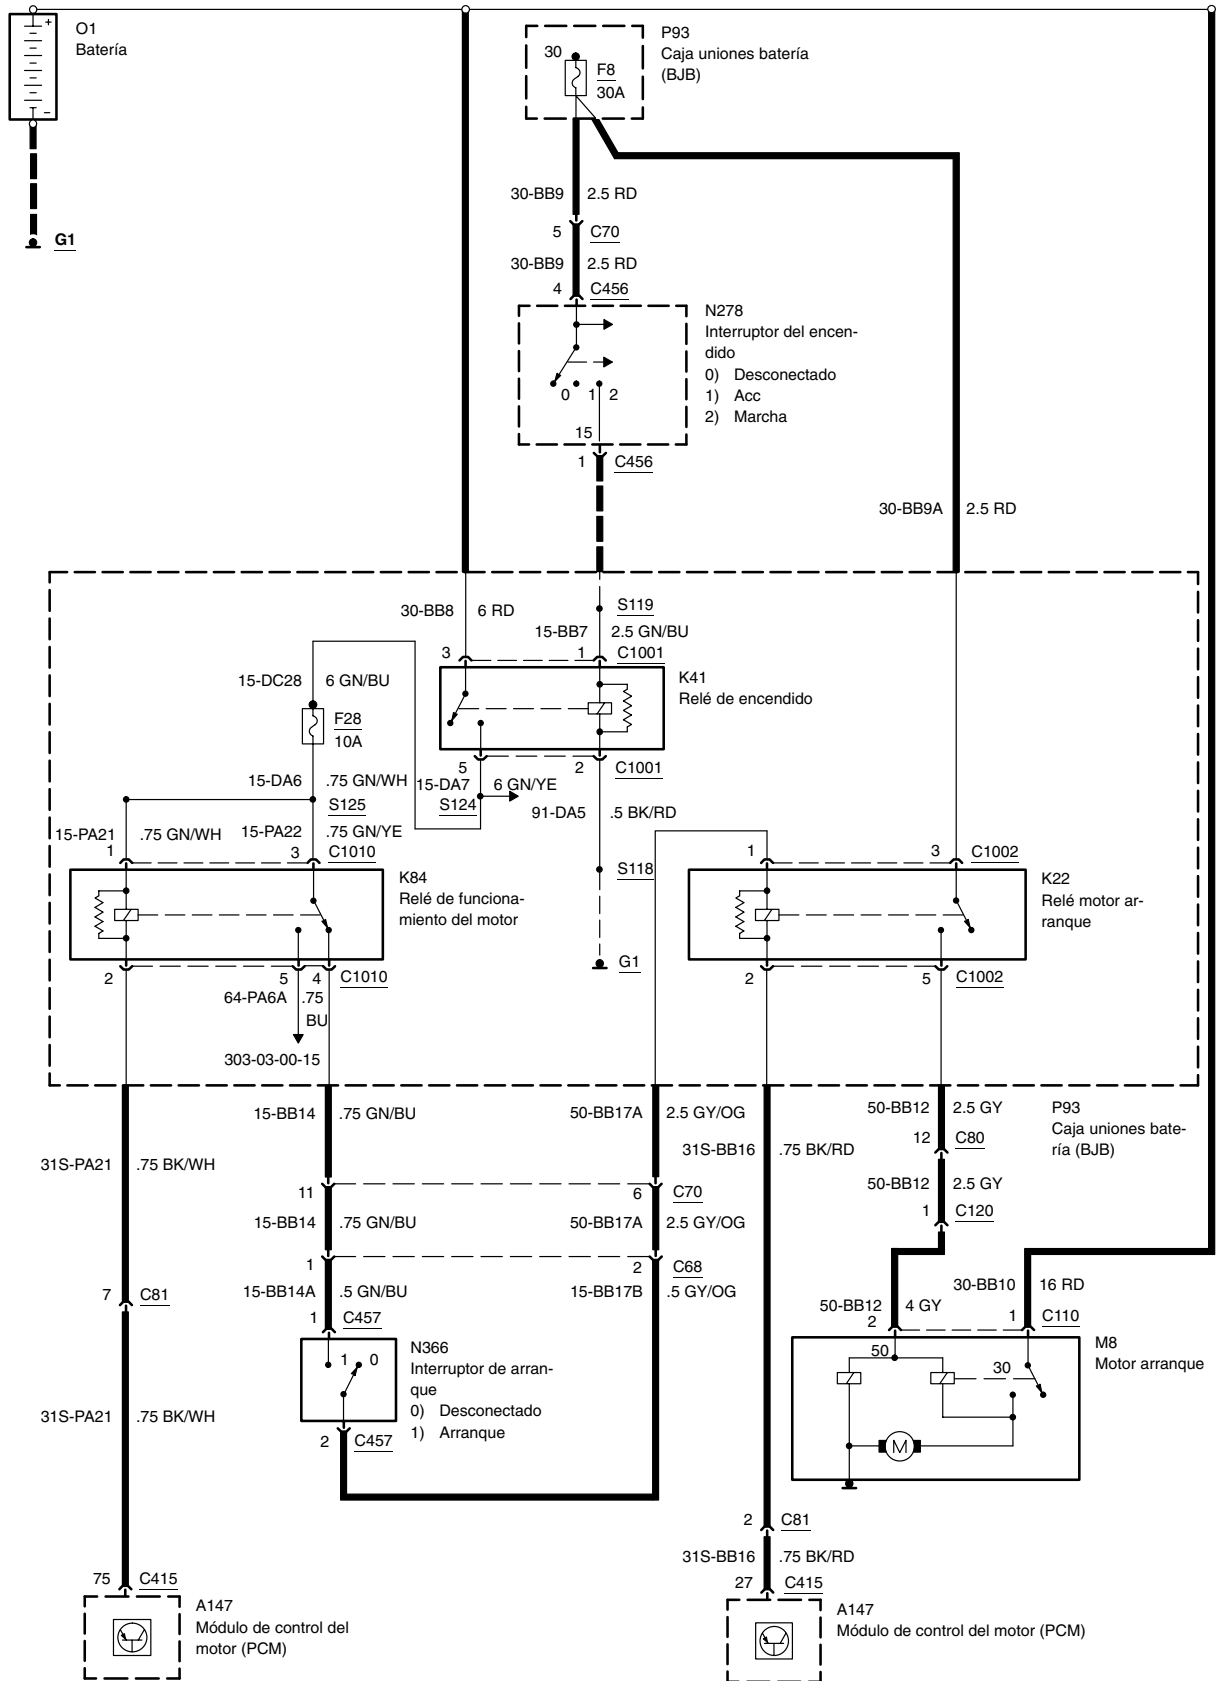 +
O1
Batería
-
G1
P93
Caja uniones batería
(BJB)
30
F8
30A
30-BB9 2.5 RD
5 C70
30-BB9 2.5 RD
4 C456
N278
Interruptor del encen-
dido
0) Desconectado
1) Acc
2) Marcha
0 1 2
15
1 C456
30-BB9A 2.5 RD
30-BB8 6 RD
S119
15-BB7 2.5 GN/BU
3 1 C1001
K41
Relé de encendido
15-DC28 6 GN/BU
F28
10A
5 2 C1001
15-DA6 .75 GN/WH
15-DA7 6 GN/YE
S125
S124
91-DA5 .5 BK/RD
15-PA21 .75 GN/WH
15-PA22 .75 GN/YE
1 3 C1010
K84
Relé de funciona-
miento del motor
S118
1 3 C1002
K22
Relé motor ar-
ranque
G1
2 5 4 C1010
2 5 C1002
64-PA6A .75
BU
303-03-00-15
15-BB14 .75 GN/BU
50-BB17A 2.5 GY/OG
50-BB12 2.5 GY
P93
Caja uniones bate-
ría (BJB)
31S-PA21 .75 BK/WH
31S-BB16 .75 BK/RD
12 C80
50-BB12 2.5 GY
11 6 C70
1 C120
15-BB14 .75 GN/BU
50-BB17A 2.5 GY/OG
1 2 C68
7 C81
15-BB14A .5 GN/BU
15-BB17B .5 GY/OG
30-BB10 16 RD
50-BB12 4 GY
1 C457
2 1 C110
N366
Interruptor de arran-
que
0) Desconectado
1) Arranque
1 0
M8
Motor arranque
50
30
M
31S-PA21 .75 BK/WH
2 C457
2 C81
31S-BB16 .75 BK/RD
75 C415
27 C415
A147
Módulo de control del
motor (PCM)
A147
Módulo de control del motor (PCM)